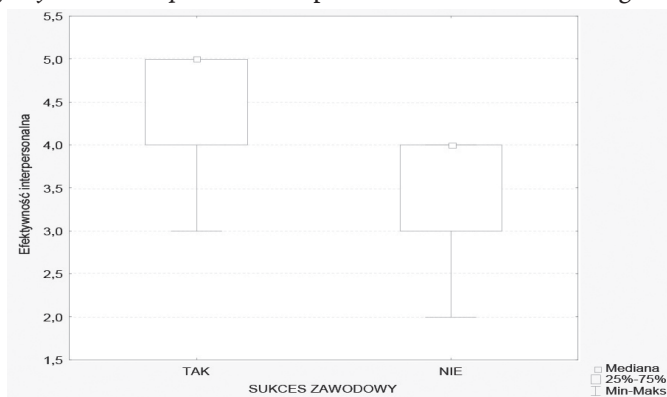 5,5
5,0
4,5
4,0
3,5
3,0
2,5
2,0
1,5
Efektywność interpersonalna
TAK
NIE
SUKCES ZAWODOWY
Mediana
25%-75%
Min-Maks